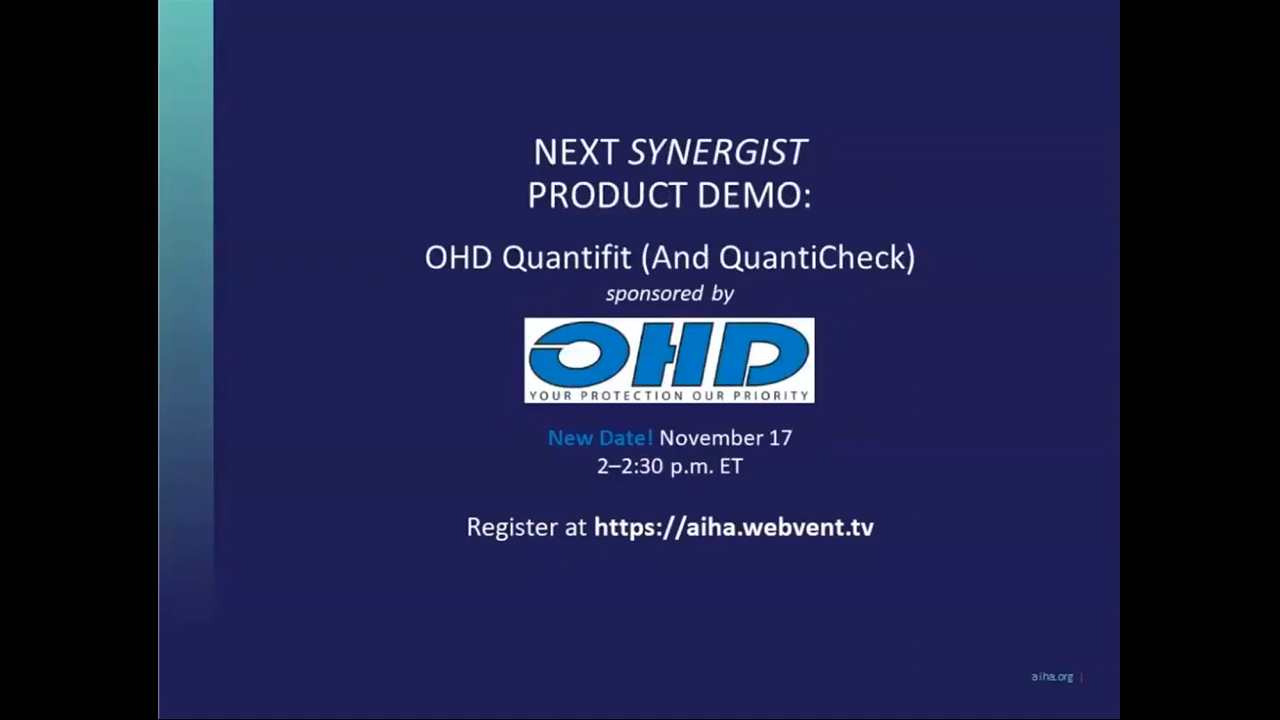 NEXT SYNERGIST
PRODUCT DEMO:
OHD Quantifit (And QuantiCheck)
sponsored by
OHD
YOUR PROTECTION OUR PRIORITY
New Date! November 17
2–2:30 p.m. ET
Register at https://aiha.webvent.tv
aiha.org |